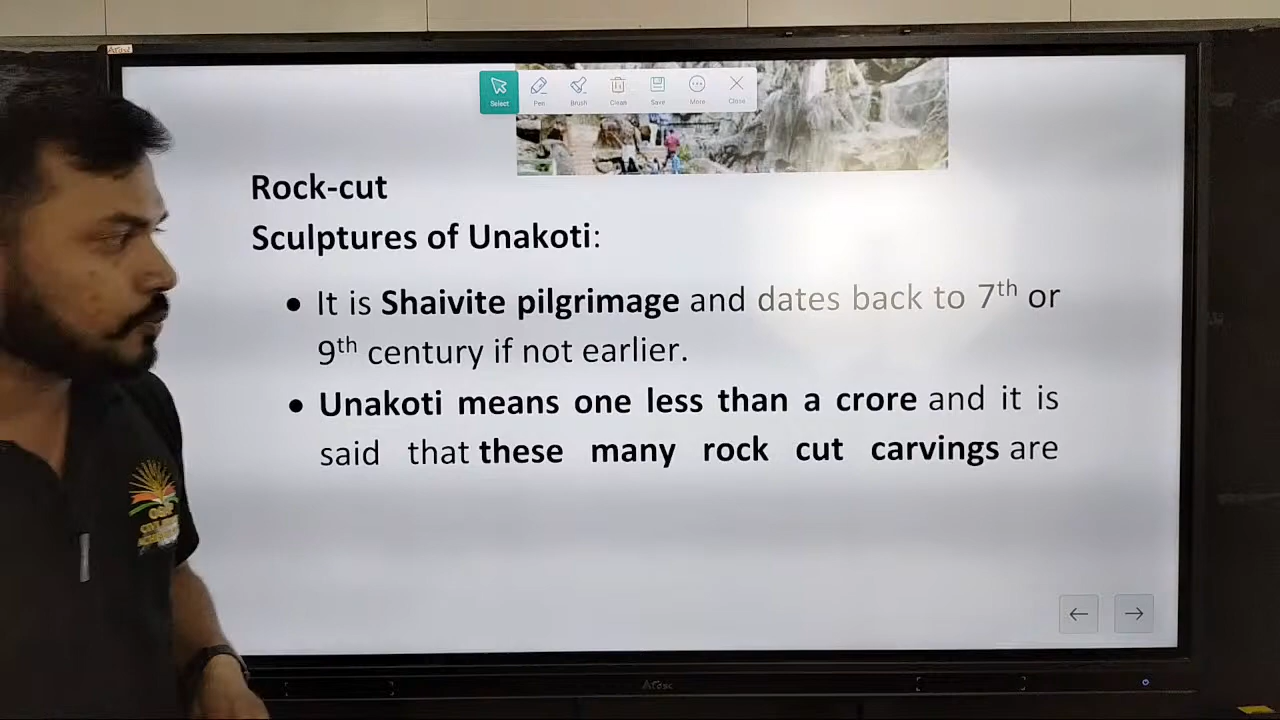 Select
Pen
Brush
Clean
Save
More
Close
Rock-cut
Sculptures of Unakoti:
• It is Shaivite pilgrimage and dates back to 7th or
9th century if not earlier.
• Unakoti means one less than a crore and it is
said that these many rock cut carvings are
CIVIL